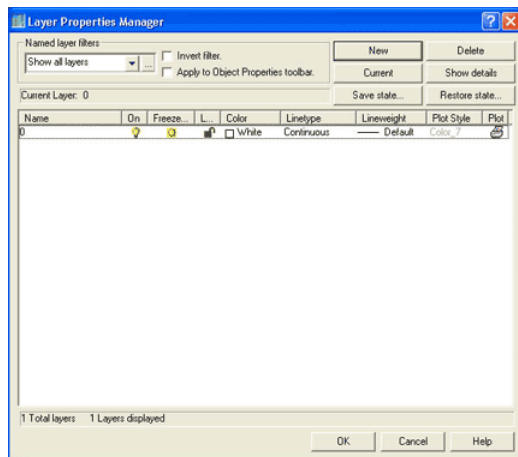 Layer Properties Manager
Named layer filters
Show all layers
...
Invert filter.
Apply to Object Properties toolbar.
New
Delete
Current
Show details
Current Layer: 0
Save state...
Restore state...
Name On Freeze... L... Color Linetype Lineweight Plot Style Plot
0 White Continuous Default Color_7
1 Total layers 1 Layers displayed
OK
Cancel
Help